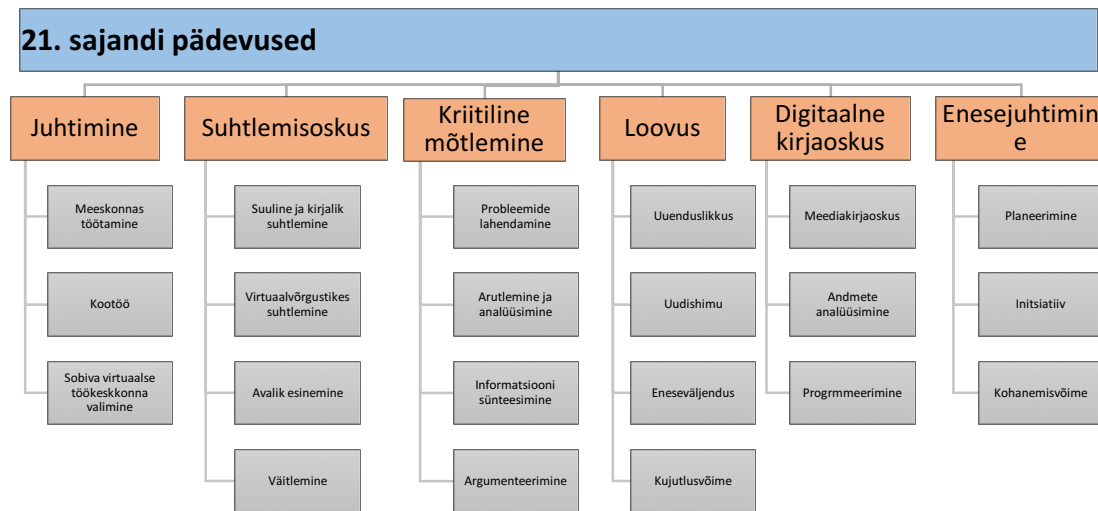 21. sajandi pädevused
Juhtimine
Meeskonnas
töötamine
Kootöö
Sobiva virtuaalse
töökeskkonna
valimine
Suhtlemisoskus
Suuline ja kirjalik
suhtlemine
Virtuaalvõrgustikes
suhtlemine
Avalik esinemine
Väitlemine
Kriitiline
mõtlemine
Probleemide
lahendamine
Arutlemine ja
analüüsimine
Informatsiooni
sünteesimine
Argumenteerimine
Loovus
Uuenduslikkus
Uudishimu
Eneseväljendus
Kujutlusvõime
Digitaalne
kirjaoskus
Meediakirjaoskus
Andmete
analüüsimine
Progrmmeerimine
Enesejuhtimin
e
Planeerimine
Initsiatiiv
Kohanemisvõime